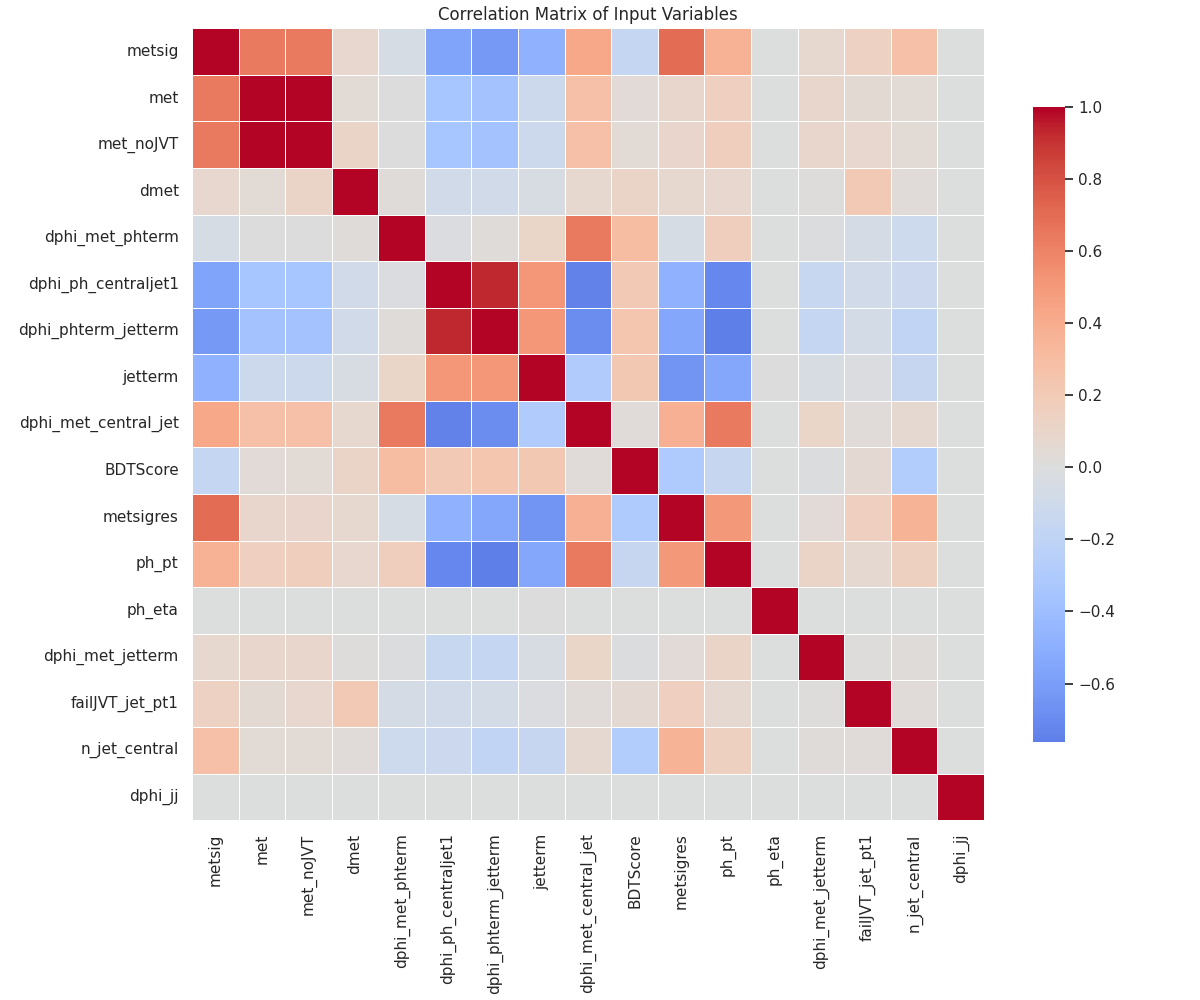 Correlation Matrix of Input Variables
metsig
met
met_noJVT
dmet
dphi_met_phterm
dphi_ph_centraljet1
dphi_phterm_jetterm
jetterm
dphi_met_central_jet
BDTScore
metsigres
ph_pt
ph_eta
dphi_met_jetterm
failJVT_jet_pt1
n_jet_central
dphi_jj
metsig
met
met_noJVT
dmet
dphi_met_phterm
dphi_ph_centraljet1
dphi_phterm_jetterm
jetterm
dphi_met_central_jet
BDTScore
metsigres
ph_pt
ph_eta
dphi_met_jetterm
failJVT_jet_pt1
n_jet_central
dphi_jj
1.0
0.8
0.6
0.4
0.2
0.0
−0.2
−0.4
−0.6